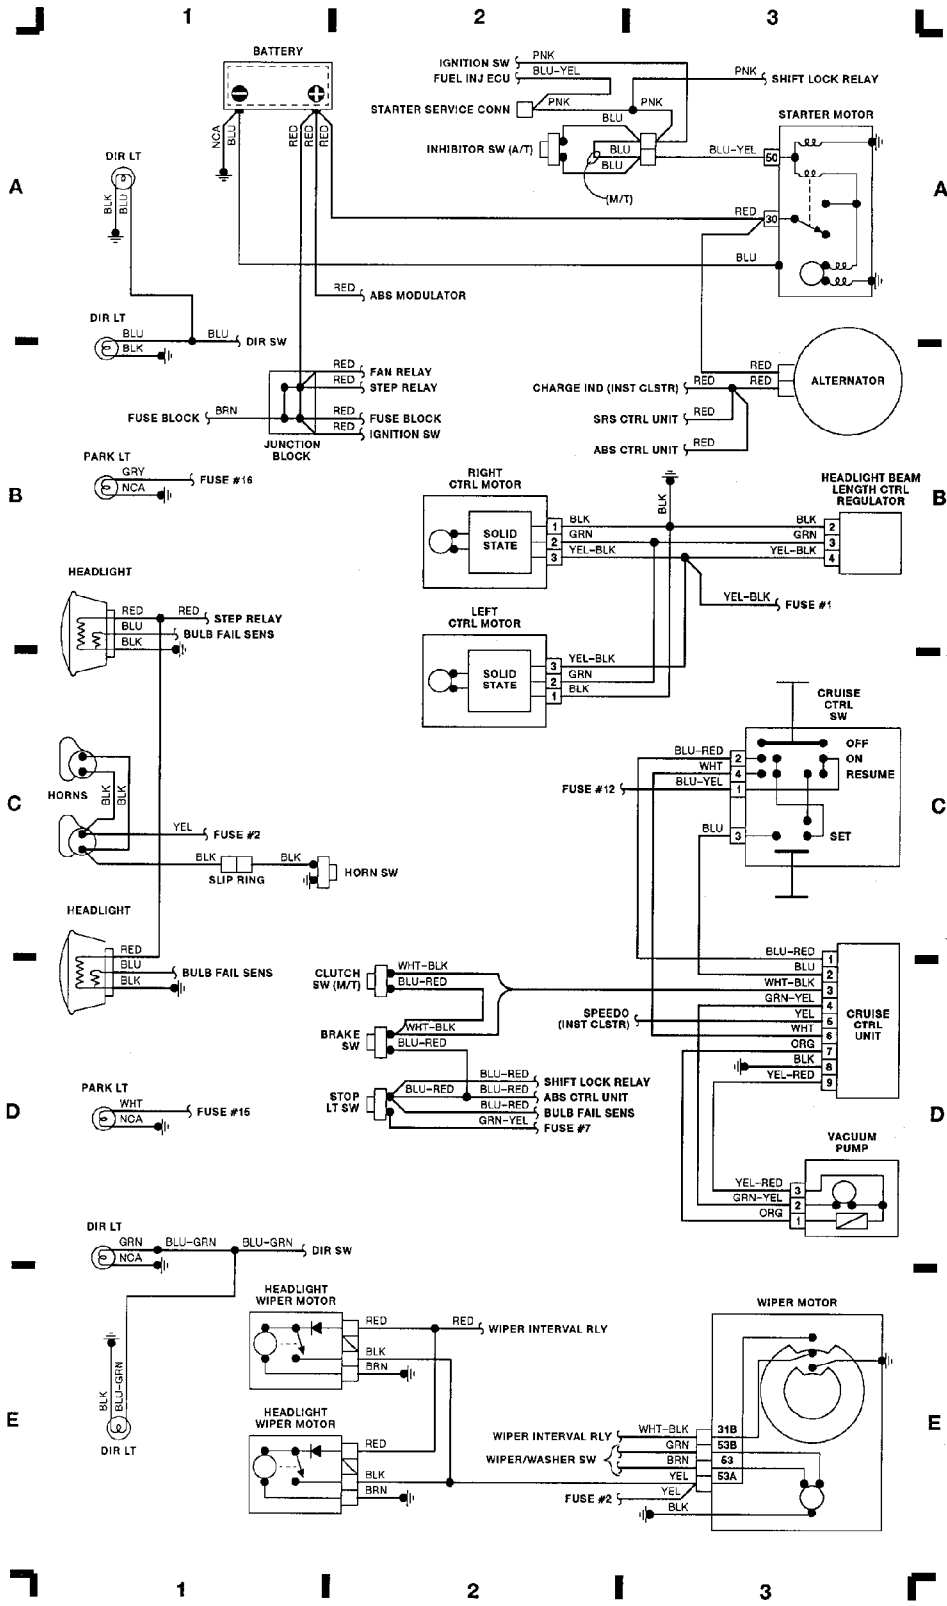 1 2 3
BATTERY
IGNITION SW PNK
FUEL INJ ECU BLU-YEL
PNK SHIFT LOCK RELAY
STARTER SERVICE CONN PNK PNK
STARTER MOTOR
NCA BLU RED RED RED
BLU
INHIBITOR SW (A/T) BLU
BLU
BLU-YEL 50
(M/T)
DIR LT
BLK BLU
A A
RED 30
BLU
RED ABS MODULATOR
DIR LT
BLU BLU DIR SW
BLK
RED FAN RELAY
RED STEP RELAY
FUSE BLOCK BRN RED FUSE BLOCK
RED IGNITION SW
JUNCTION
BLOCK
RED
CHARGE IND (INST CLSTR) RED RED
ALTERNATOR
SRS CTRL UNIT RED
ABS CTRL UNIT RED
PARK LT
GRY FUSE #16
NCA
B B
RIGHT
CTRL MOTOR
BLK
HEADLIGHT BEAM
LENGTH CTRL
REGULATOR
SOLID
STATE
1 BLK BLK 2
2 GRN GRN 3
3 YEL-BLK YEL-BLK 4
YEL-BLK FUSE #1
HEADLIGHT
RED RED STEP RELAY
BLU BULB FAIL SENS
BLK
LEFT
CTRL MOTOR
SOLID
STATE
3 YEL-BLK
2 GRN
1 BLK
CRUISE
CTRL
SW
BLU-RED 2 OFF
WHT 4 ON
FUSE #12 BLU-YEL 1 RESUME
BLU 3 SET
C C
HORNS BLK BLK
YEL FUSE #2
BLK BLK
SLIP RING HORN SW
HEADLIGHT
RED
BLU BULB FAIL SENS
BLK
CLUTCH
SW (M/T)
WHT-BLK
BLU-RED
BRAKE
SW
WHT-BLK
BLU-RED
STOP
LT SW
BLU-RED BLU-RED SHIFT LOCK RELAY
BLU-RED ABS CTRL UNIT
BLU-RED BULB FAIL SENS
GRN-YEL FUSE #7
BLU-RED 1
BLU 2
WHT-BLK 3
GRN-YEL 4
SPEEDO
(INST CLSTR)
YEL 5
WHT 6
ORG 7
BLK 8
YEL-RED 9
CRUISE
CTRL
UNIT
PARK LT
WHT FUSE #15
NCA
D D
VACUUM
PUMP
YEL-RED 3
GRN-YEL 2
ORG 1
DIR LT
GRN BLU-GRN BLU-GRN DIR SW
NCA
HEADLIGHT
WIPER MOTOR
RED RED WIPER INTERVAL RLY
BLK
BRN
WIPER MOTOR
BLK BLU-GRN
DIR LT
E E
HEADLIGHT
WIPER MOTOR
RED
BLK
BRN
WIPER INTERVAL RLY WHT-BLK 31B
WIPER/WASHER SW GRN 53B
BRN 53
YEL 53A
FUSE #2 YEL
BLK
1 2 3